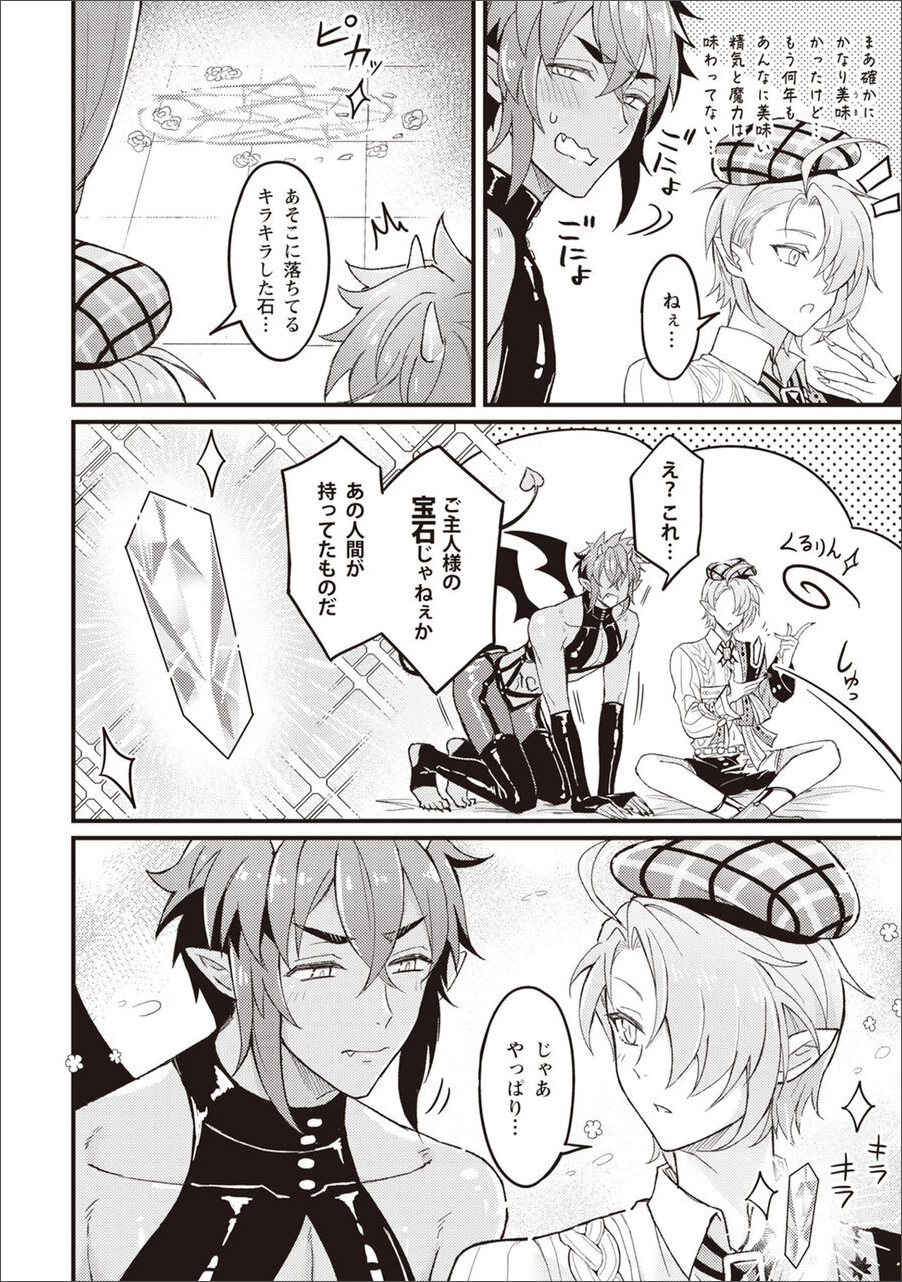 まあ確かに
かなり美味
うま
かったけど…
もう何年も
あんなに美味い
精気と魔力は
味わってない…
ごにょ
ごにょ
ねぇ…
ピカッ
あそこに落ちてる
キラキラした石…
え？これ…
くるりん
しゅっ
ご主人様の
宝石じゃねぇか
あの人間が
持ってたものだ
じゃあ
やっぱり…
キラ
キラ